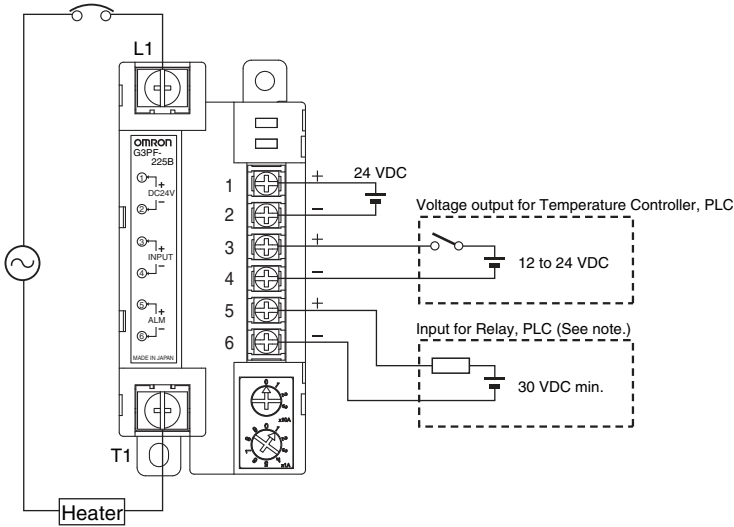 L1
OMRON
G3PF-
225B
1 +
DC24V
2 −
3 +
INPUT
4 −
5 +
ALM
6 −
MADE IN JAPAN
T1
Heater
1 + 24 VDC
2 −
3 +
4 −
5 +
6 −
Voltage output for Temperature Controller, PLC
12 to 24 VDC
Input for Relay, PLC (See note.)
30 VDC min.
x10A
x1A